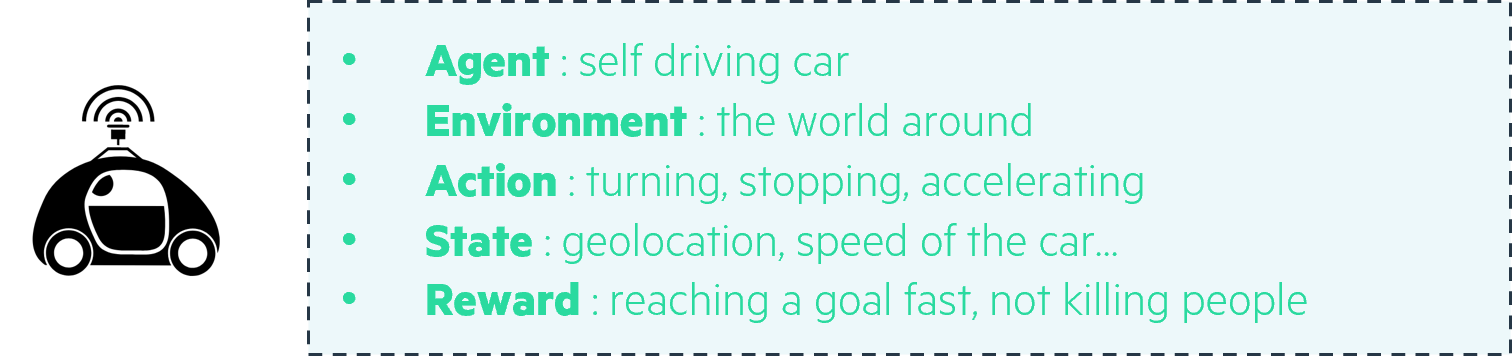 • Agent : self driving car
• Environment : the world around
• Action : turning, stopping, accelerating
• State : geolocation, speed of the car...
• Reward : reaching a goal fast, not killing people